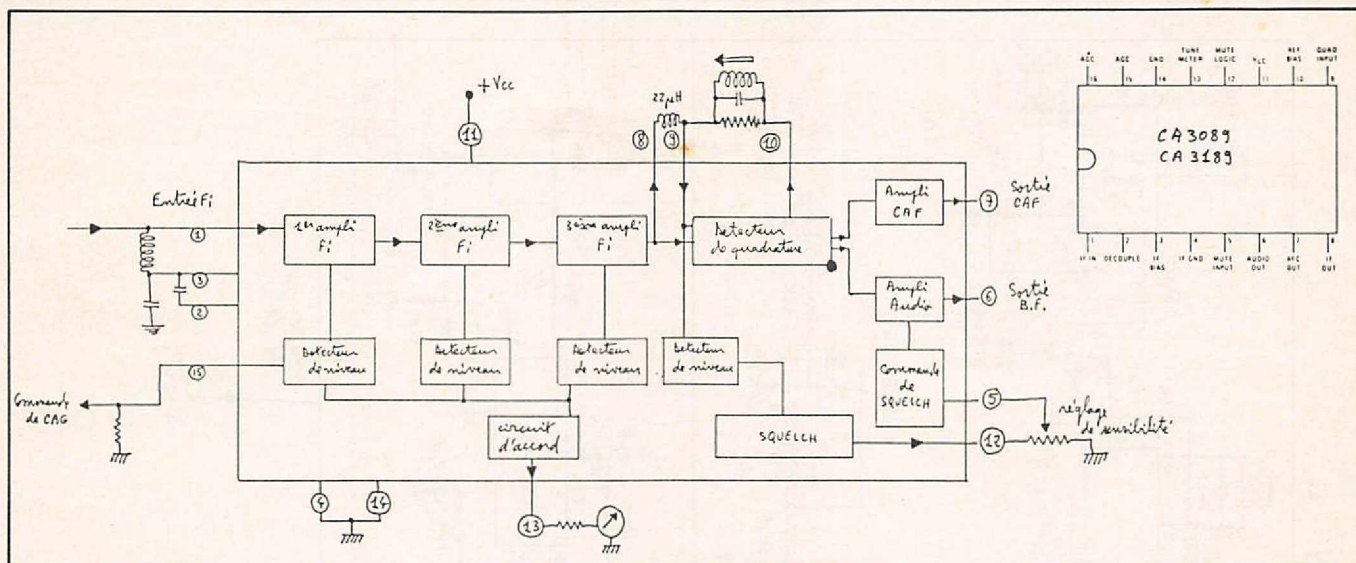 + Vcc
11
22µH
8
9
10
Entrée Fi
1
3
2
1er ampli
Fi
2ème ampli
Fi
3ème ampli
Fi
Détecteur
de quadrature
Ampli
CAF
7
Sortie
CAF
Ampli
Audio
6
Sortie
B.F.
Détecteur
de niveau
Détecteur
de niveau
Détecteur
de niveau
Détecteur
de niveau
Commande
de
SQUELCH
5
réglage
de sensibilité
15
Commande
de CAG
circuit
d'accord
SQUELCH
12
4
14
13
AGC
AGC
GND
TUNE
METER
MUTE
LOGIC
VCC
REF
BIAS
QUAD
INPUT
16
15
14
13
12
11
10
9
CA 3089
CA 3189
1
2
3
4
5
6
7
8
IF IN
DECOUPLE
IF
BIAS
IF GND
MUTE
INPUT
AUDIO
OUT
AFC
OUT
IF
OUT